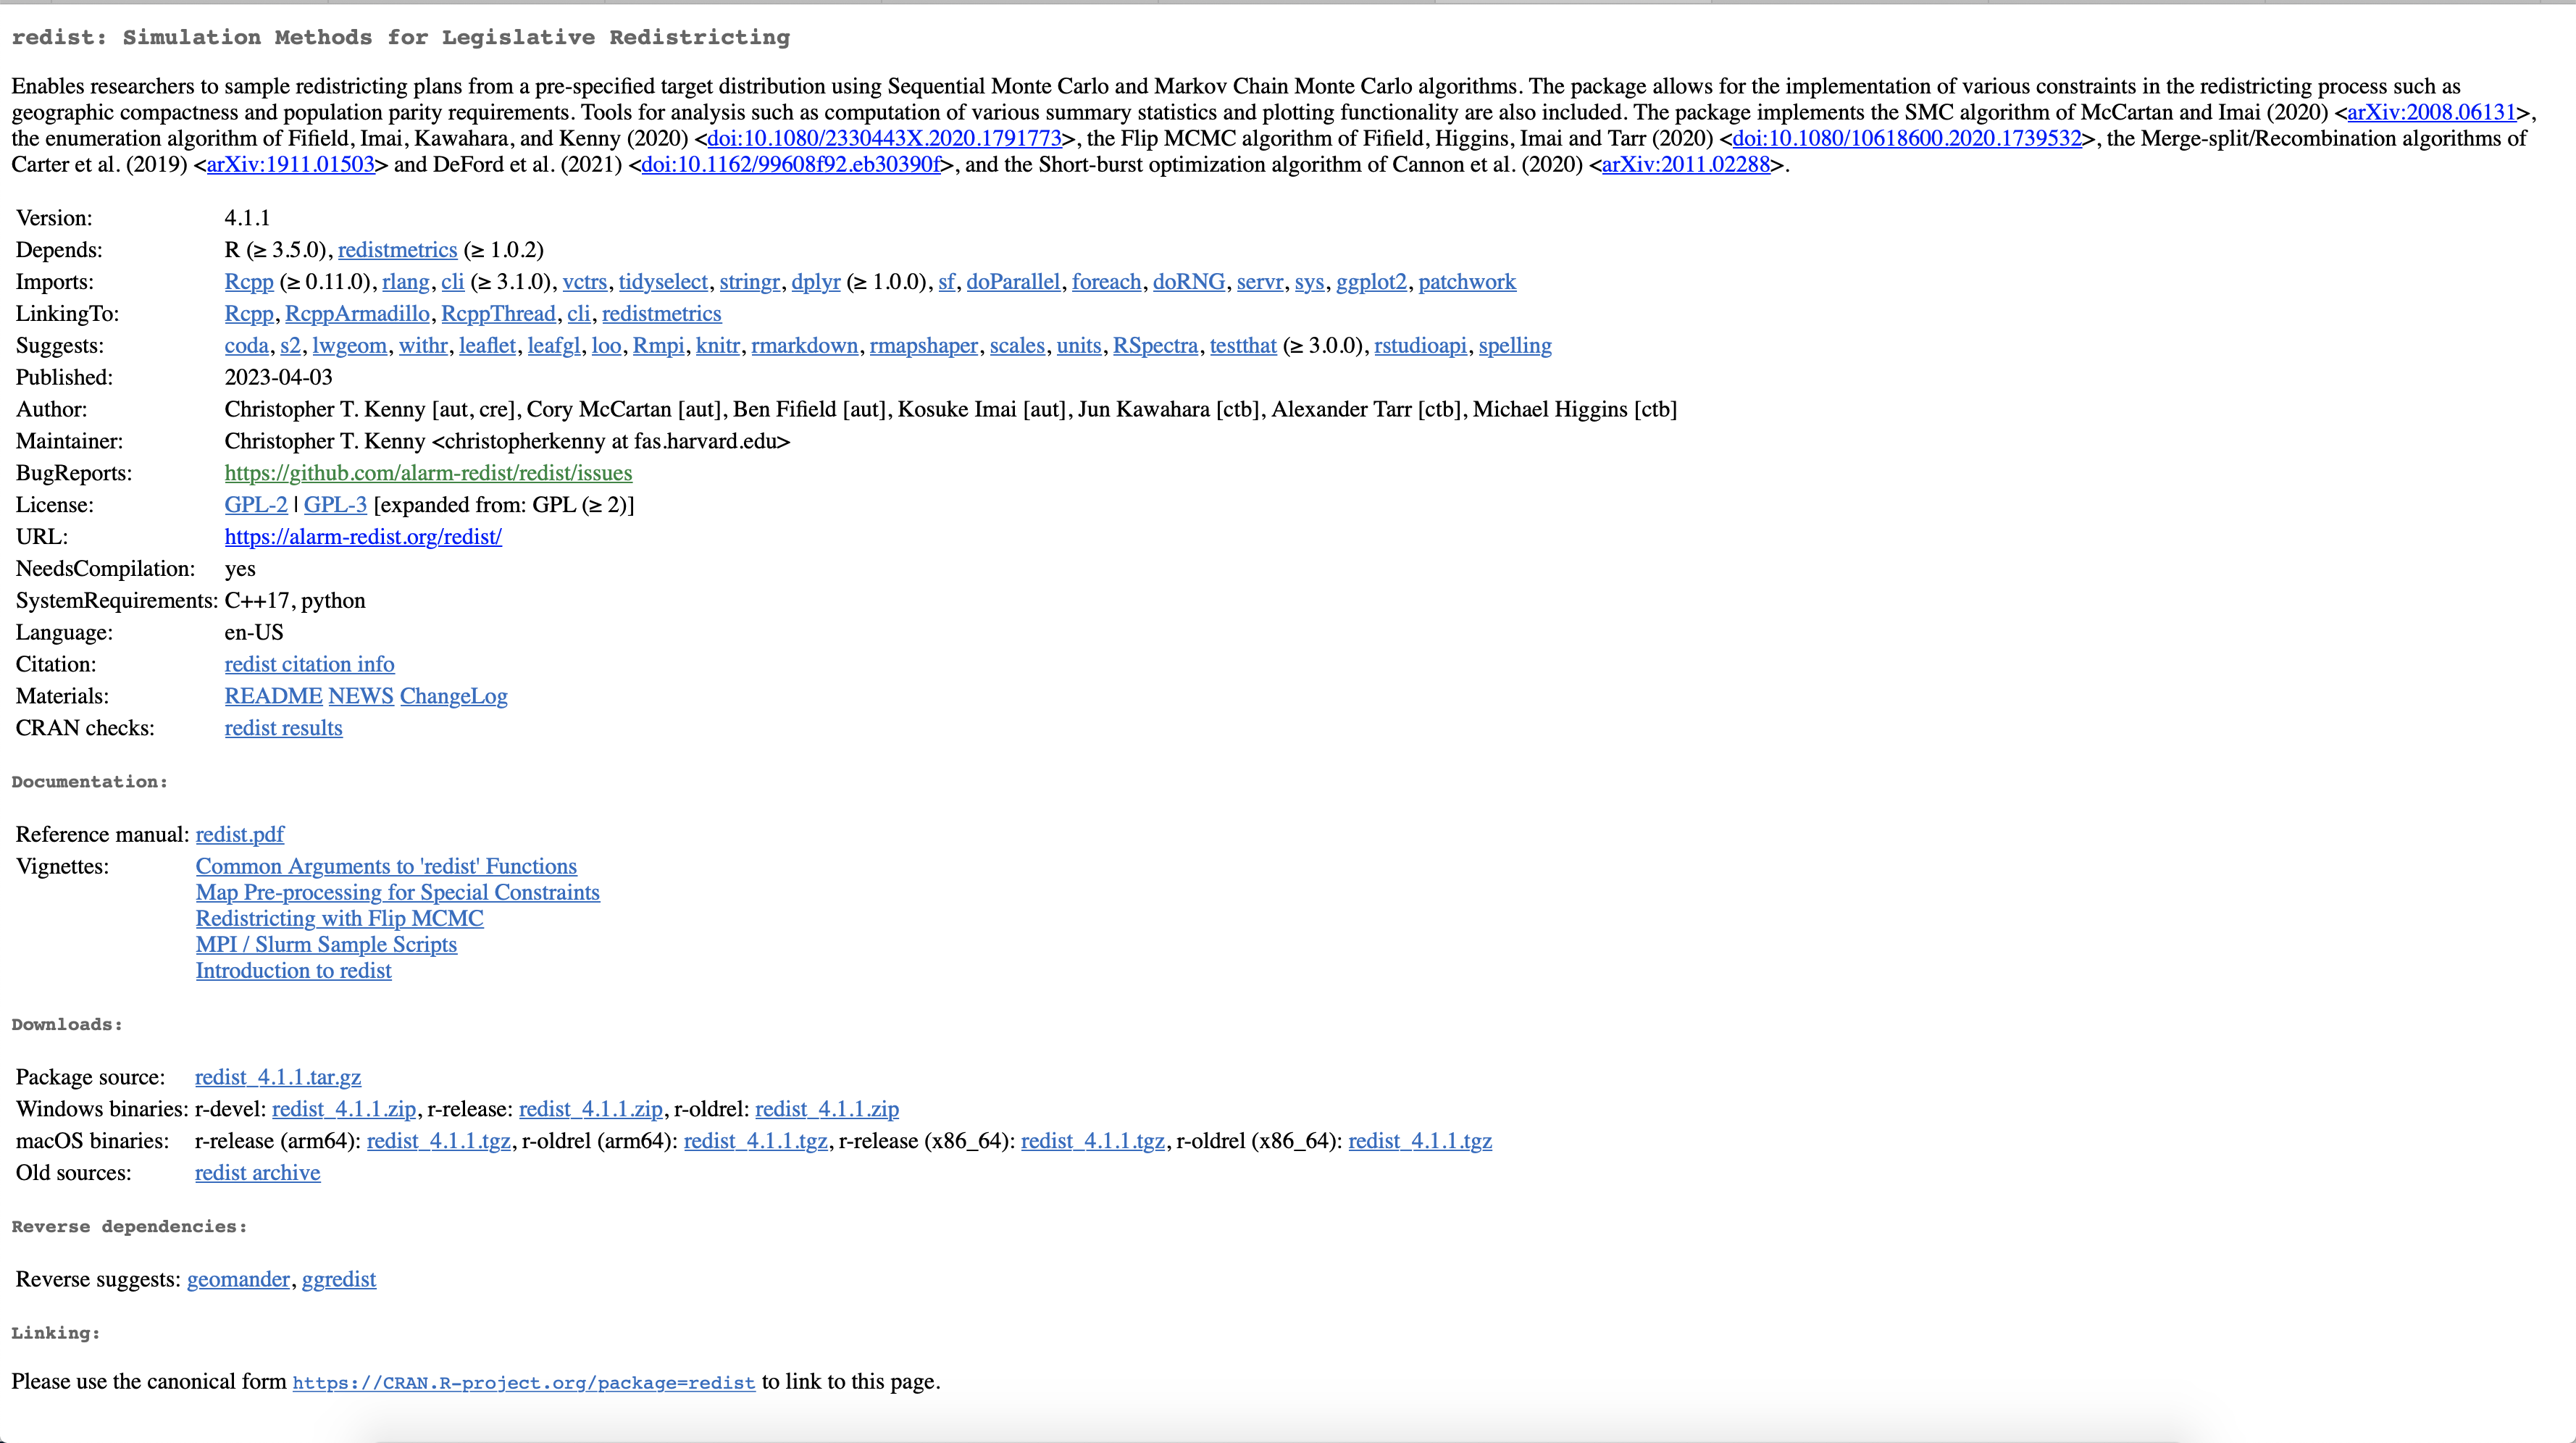 redist: Simulation Methods for Legislative Redistricting
Enables researchers to sample redistricting plans from a pre-specified target distribution using Sequential Monte Carlo and Markov Chain Monte Carlo algorithms. The package allows for the implementation of various constraints in the redistricting process such as
geographic compactness and population parity requirements. Tools for analysis such as computation of various summary statistics and plotting functionality are also included. The package implements the SMC algorithm of McCartan and Imai (2020) <arXiv:2008.06131>,
the enumeration algorithm of Fifield, Imai, Kawahara, and Kenny (2020) <doi:10.1080/2330443X.2020.1791773>, the Flip MCMC algorithm of Fifield, Higgins, Imai and Tarr (2020) <doi:10.1080/10618600.2020.1739532>, the Merge-split/Recombination algorithms of
Carter et al. (2019) <arXiv:1911.01503> and DeFord et al. (2021) <doi:10.1162/99608f92.eb30390f>, and the Short-burst optimization algorithm of Cannon et al. (2020) <arXiv:2011.02288>.
Version: 4.1.1
Depends: R (≥ 3.5.0), redistmetrics (≥ 1.0.2)
Imports: Rcpp (≥ 0.11.0), rlang, cli (≥ 3.1.0), vctrs, tidyselect, stringr, dplyr (≥ 1.0.0), sf, doParallel, foreach, doRNG, servr, sys, ggplot2, patchwork
LinkingTo: Rcpp, RcppArmadillo, RcppThread, cli, redistmetrics
Suggests: coda, s2, lwgeom, withr, leaflet, leafgl, loo, Rmpi, knitr, rmarkdown, rmapshaper, scales, units, RSpectra, testthat (≥ 3.0.0), rstudioapi, spelling
Published: 2023-04-03
Author: Christopher T. Kenny [aut, cre], Cory McCartan [aut], Ben Fifield [aut], Kosuke Imai [aut], Jun Kawahara [ctb], Alexander Tarr [ctb], Michael Higgins [ctb]
Maintainer: Christopher T. Kenny <christopherkenny at fas.harvard.edu>
BugReports: https://github.com/alarm-redist/redist/issues
License: GPL-2 | GPL-3 [expanded from: GPL (≥ 2)]
URL: https://alarm-redist.org/redist/
NeedsCompilation: yes
SystemRequirements: C++17, python
Language: en-US
Citation: redist citation info
Materials: README NEWS ChangeLog
CRAN checks: redist results
Documentation:
Reference manual: redist.pdf
Vignettes: Common Arguments to 'redist' Functions
Map Pre-processing for Special Constraints
Redistricting with Flip MCMC
MPI / Slurm Sample Scripts
Introduction to redist
Downloads:
Package source: redist_4.1.1.tar.gz
Windows binaries: r-devel: redist_4.1.1.zip, r-release: redist_4.1.1.zip, r-oldrel: redist_4.1.1.zip
macOS binaries: r-release (arm64): redist_4.1.1.tgz, r-oldrel (arm64): redist_4.1.1.tgz, r-release (x86_64): redist_4.1.1.tgz, r-oldrel (x86_64): redist_4.1.1.tgz
Old sources: redist archive
Reverse dependencies:
Reverse suggests: geomander, ggredist
Linking:
Please use the canonical form https://CRAN.R-project.org/package=redist to link to this page.